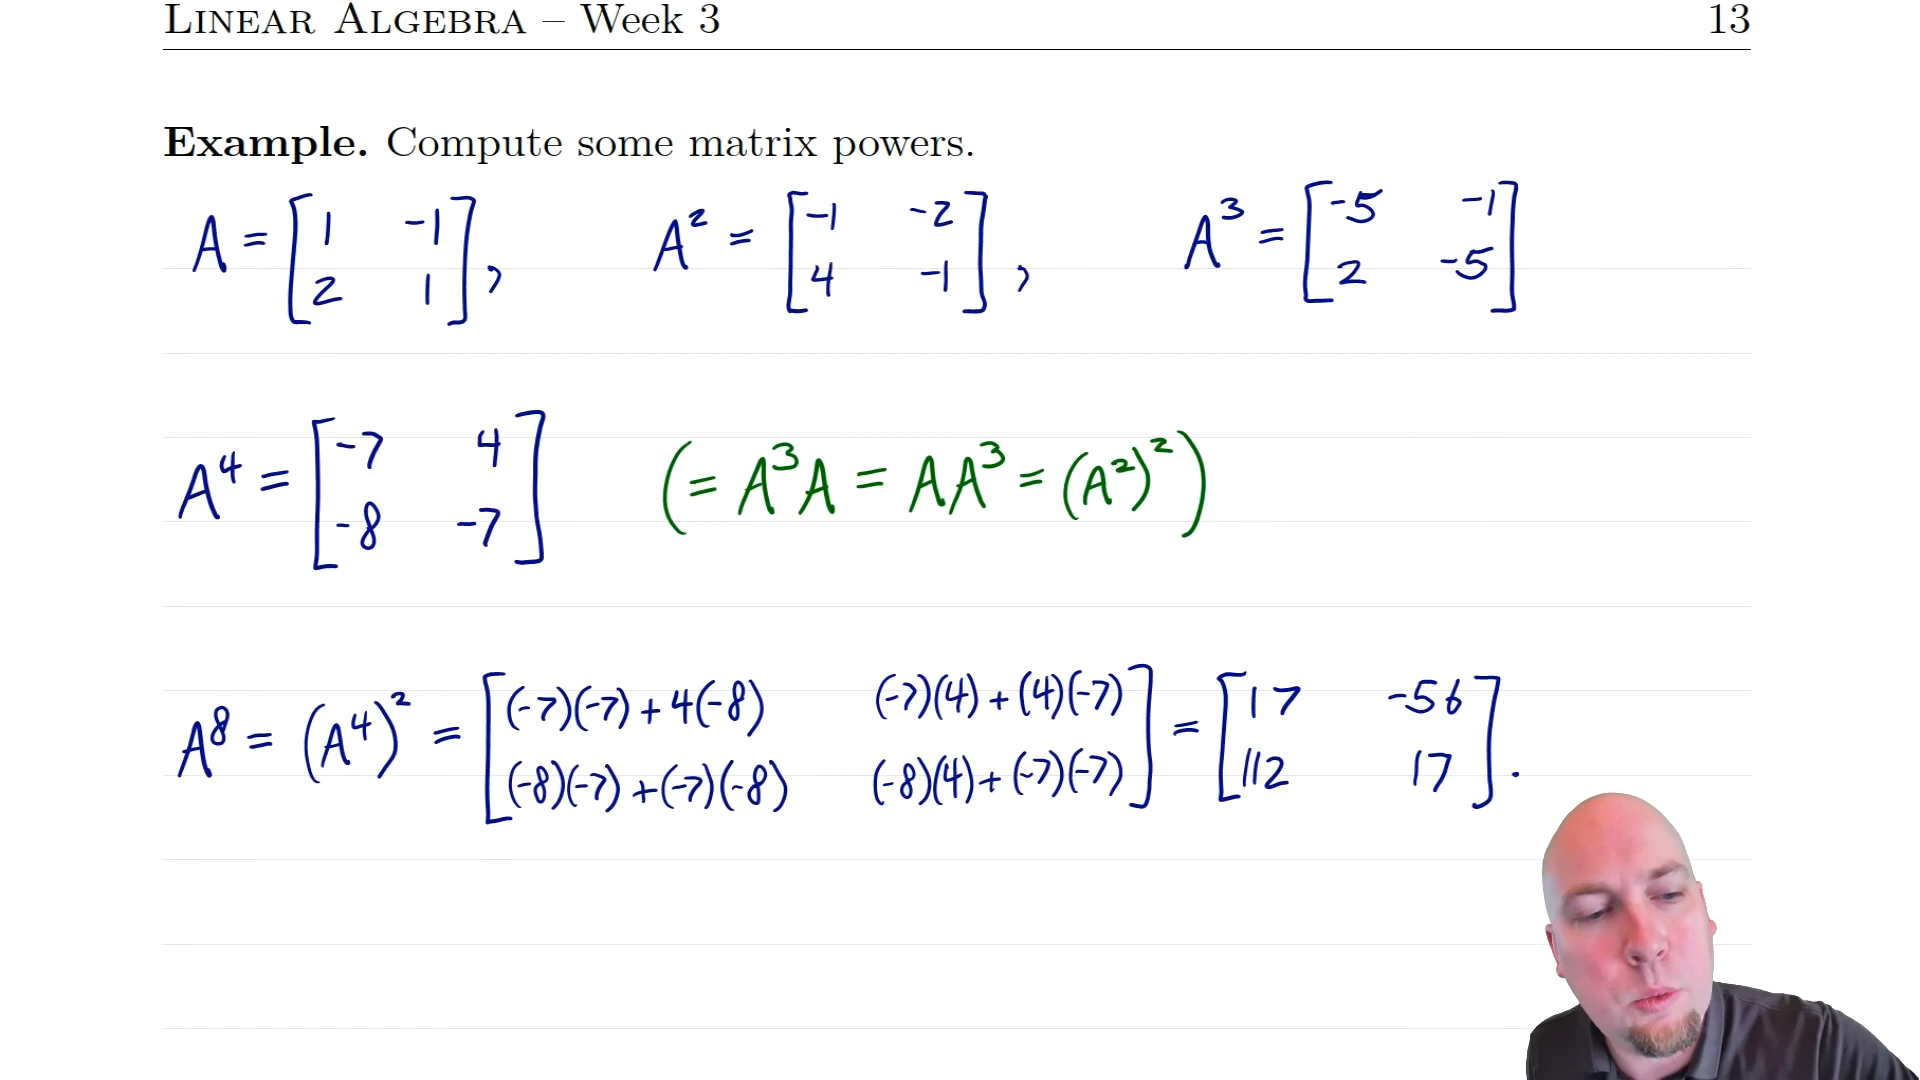 LINEAR ALGEBRA – Week 3 13
Example. Compute some matrix powers.
A = [1 -1; 2 1], A² = [-1 -2; 4 -1], A³ = [-5 -1; 2 -5]
A⁴ = [-7 4; -8 -7] (= A³A = AA³ = (A²)²)
A⁸ = (A⁴)² = [(-7)(-7)+4(-8) (-7)(4)+(4)(-7); (-8)(-7)+(-7)(-8) (-8)(4)+(-7)(-7)] = [17 -56; 112 17].